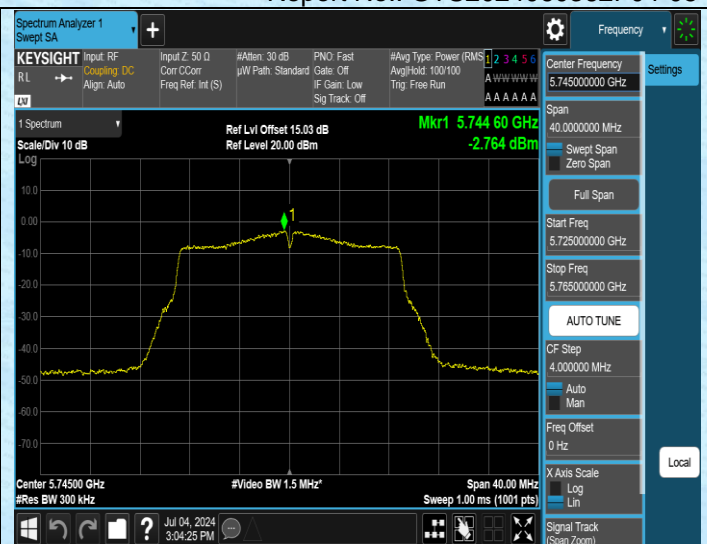 Spectrum Analyzer 1
Swept SA
+
Frequency
KEYSIGHT
RL
LXI
Input: RF
Coupling: DC
Align: Auto
Input Z: 50 Ω
Corr CCorr
Freq Ref: Int (S)
#Atten: 30 dB
µW Path: Standard
PNO: Fast
Gate: Off
IF Gain: Low
Sig Track: Off
#Avg Type: Power (RMS
Avg|Hold: 100/100
Trig: Free Run
1 2 3 4 5 6
A W W W W W
A A A A A A
Center Frequency
5.745000000 GHz
Settings
Span
40.0000000 MHz
Swept Span
Zero Span
Full Span
Start Freq
5.725000000 GHz
Stop Freq
5.765000000 GHz
AUTO TUNE
CF Step
4.000000 MHz
Auto
Man
Freq Offset
0 Hz
X Axis Scale
Log
Lin
Signal Track
(Span Zoom)
Local
1 Spectrum
Scale/Div 10 dB
Log
Ref Lvl Offset 15.03 dB
Ref Level 20.00 dBm
Mkr1 5.744 60 GHz
-2.764 dBm
1
10.0
0.00
-10.0
-20.0
-30.0
-40.0
-50.0
-60.0
-70.0
Center 5.74500 GHz
#Res BW 300 kHz
#Video BW 1.5 MHz*
Span 40.00 MHz
Sweep 1.00 ms (1001 pts)
?
Jul 04, 2024
3:04:25 PM